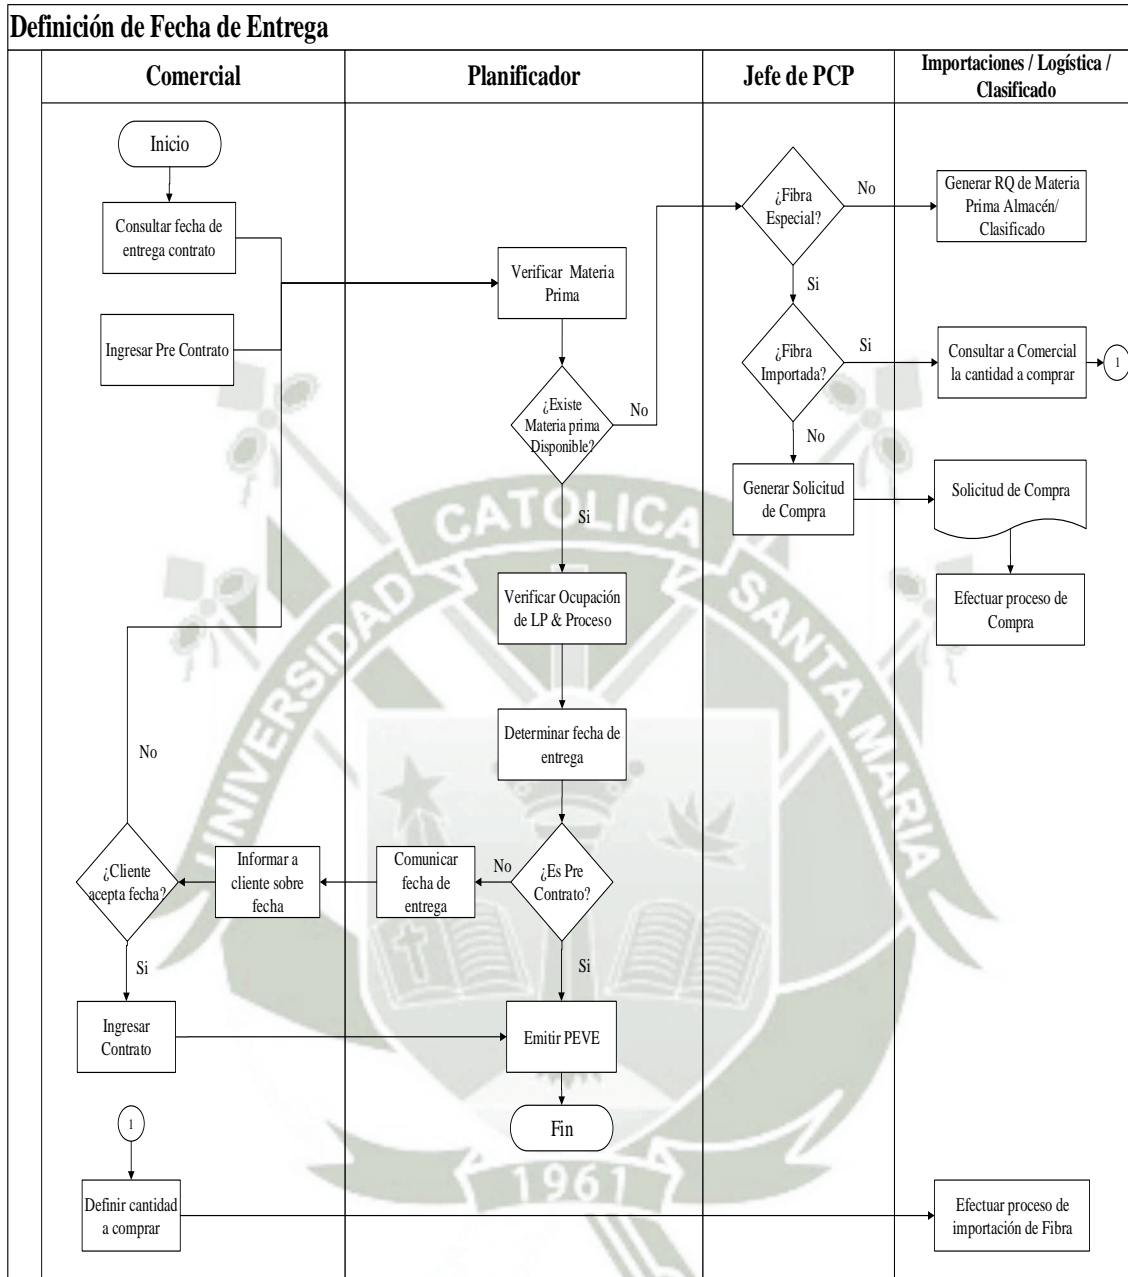 Definición de Fecha de Entrega
Comercial
Planificador
Jefe de PCP
Importaciones / Logística /
Clasificado
Inicio
Consultar fecha de
entrega contrato
Ingresar Pre Contrato
Verificar Materia
Prima
¿Existe
Materia prima
Disponible?
No
Si
¿Fibra
Especial?
No
Si
Generar RQ de Materia
Prima Almacén/
Clasificado
¿Fibra
Importada?
Si
No
Consultar a Comercial
la cantidad a comprar
1
Generar Solicitud
de Compra
Solicitud de Compra
Efectuar proceso de
Compra
Verificar Ocupación
de LP & Proceso
Determinar fecha de
entrega
¿Es Pre
Contrato?
No
Si
Comunicar
fecha de
entrega
Informar a
cliente sobre
fecha
¿Cliente
acepta fecha?
No
Si
Ingresar
Contrato
Emitir PEVE
Fin
1
Definir cantidad
a comprar
Efectuar proceso de
importación de Fibra
UNIVERSIDAD CATOLICA SANTA MARIA
1961